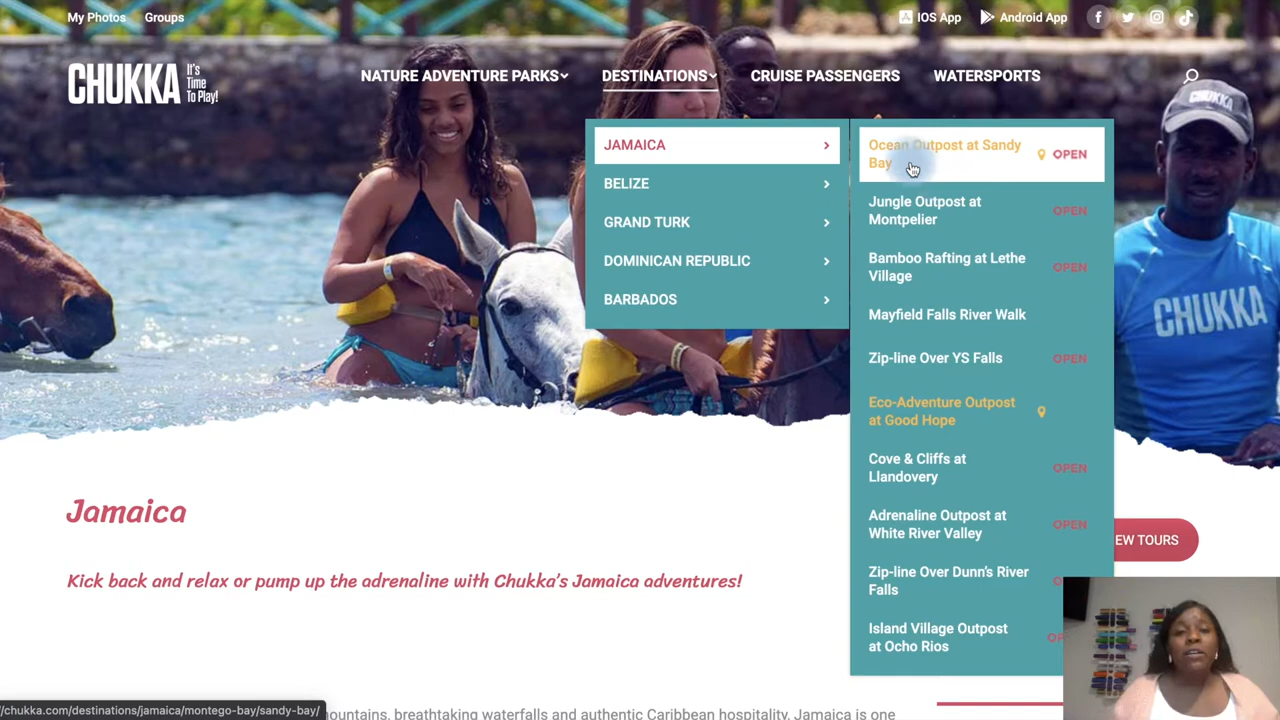 My Photos
Groups
IOS App
Android App
CHUKKA
It's
Time
To Play!
NATURE ADVENTURE PARKS
DESTINATIONS
CRUISE PASSENGERS
WATERSPORTS
CHUKKA
JAMAICA
BELIZE
GRAND TURK
DOMINICAN REPUBLIC
BARBADOS
Ocean Outpost at Sandy
Bay
OPEN
Jungle Outpost at
Montpelier
OPEN
Bamboo Rafting at Lethe
Village
OPEN
Mayfield Falls River Walk
Zip-line Over YS Falls
OPEN
Eco-Adventure Outpost
at Good Hope
Cove & Cliffs at
Llandovery
OPEN
Adrenaline Outpost at
White River Valley
OPEN
Zip-line Over Dunn's River
Falls
Island Village Outpost
at Ocho Rios
CHUKKA
Jamaica
EW TOURS
Kick back and relax or pump up the adrenaline with Chukka's Jamaica adventures!
/chukka.com/destinations/jamaica/montego-bay/sandy-bay/
ountains, breathtaking waterfalls and authentic Caribbean hospitality, Jamaica is one